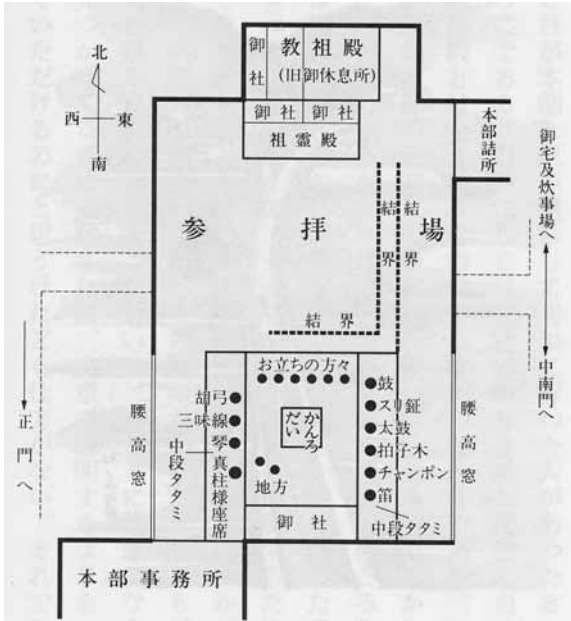 北
西
東
南
御社
教祖殿
(旧御休息所)
御社
御社
祖霊殿
本部詰所
御宅及炊事場へ
中南門へ
参拝場
結界
結界
結界
正門へ
腰高窓
お立ちの方々
胡弓
三味線
琴
真柱様座席
中段タタミ
かんろだい
地方
御社
鼓
スリ鉦
太鼓
拍子木
チャンポン
笛
中段タタミ
腰高窓
本部事務所